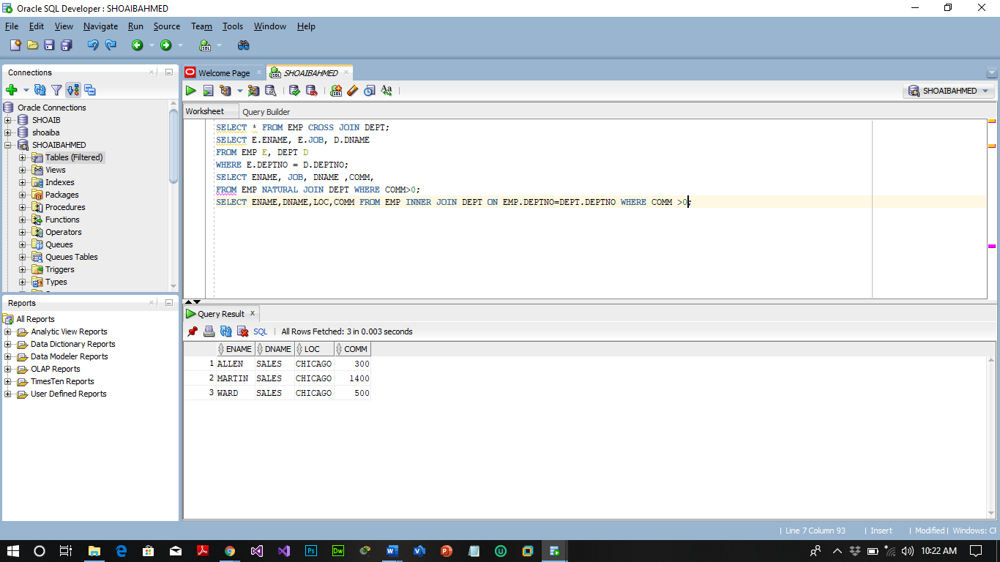 Oracle SQL Developer : SHOAIBAHMED
File Edit View Navigate Run Source Team Tools Window Help
Connections
Oracle Connections
SHOAIB
shoaiba
SHOAIBAHMED
Tables (Filtered)
Views
Indexes
Packages
Procedures
Functions
Operators
Queues
Queues Tables
Triggers
Types
Reports
All Reports
Analytic View Reports
Data Dictionary Reports
Data Modeler Reports
OLAP Reports
TimesTen Reports
User Defined Reports
Welcome Page SHOAIBAHMED
SHOAIBAHMED
Worksheet Query Builder
SELECT * FROM EMP CROSS JOIN DEPT;
SELECT E.ENAME, E.JOB, D.DNAME
FROM EMP E, DEPT D
WHERE E.DEPTNO = D.DEPTNO;
SELECT ENAME, JOB, DNAME ,COMM,
FROM EMP NATURAL JOIN DEPT WHERE COMM>0;
SELECT ENAME,DNAME,LOC,COMM FROM EMP INNER JOIN DEPT ON EMP.DEPTNO=DEPT.DEPTNO WHERE COMM >0;
Query Result x
SQL | All Rows Fetched: 3 in 0.003 seconds
ENAME DNAME LOC COMM
1 ALLEN SALES CHICAGO 300
2 MARTIN SALES CHICAGO 1400
3 WARD SALES CHICAGO 500
| Line 7 Column 93 | Insert | Modified | Windows: CF
10:22 AM